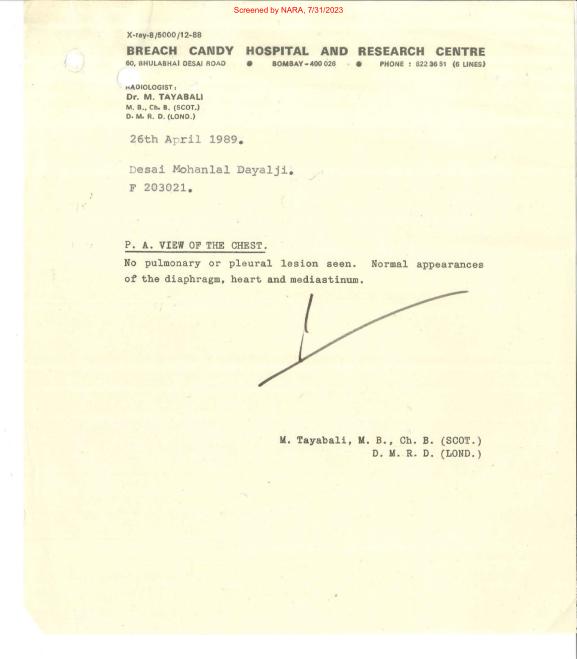 Screened by NARA, 7/31/2023
X-ray-8/5000/12-88
BREACH CANDY HOSPITAL AND RESEARCH CENTRE
60, BHULABHAI DESAI ROAD ● BOMBAY-400 026 ● PHONE : 822 36 51 (6 LINES)
RADIOLOGIST :
Dr. M. TAYABALI
M. B., Ch. B. (SCOT.)
D. M. R. D. (LOND.)
26th April 1989.
Desai Mohanlal Dayalji.
F 203021.
P. A. VIEW OF THE CHEST.
No pulmonary or pleural lesion seen. Normal appearances
of the diaphragm, heart and mediastinum.
M. Tayabali, M. B., Ch. B. (SCOT.)
D. M. R. D. (LOND.)